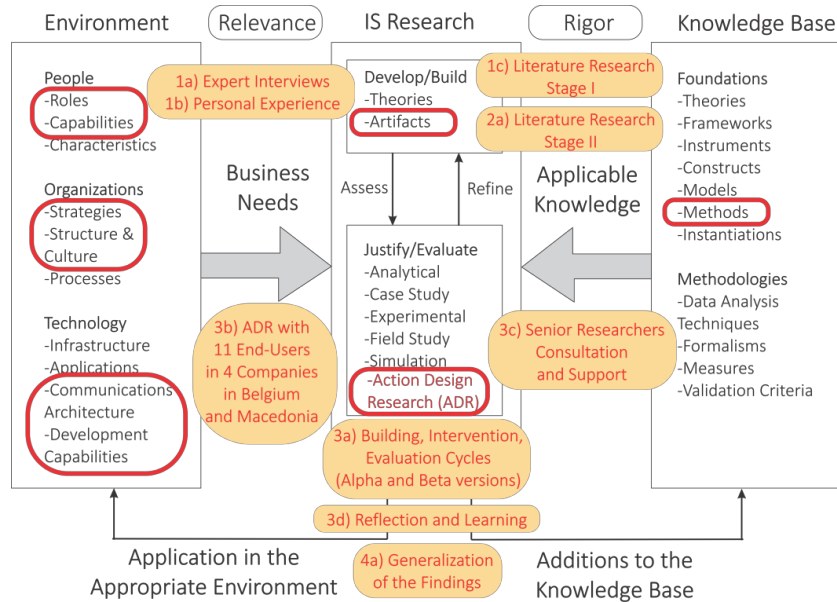 Environment
Relevance
IS Research
Rigor
Knowledge Base
People
-Roles
-Capabilities
-Characteristics
Organizations
-Strategies
-Structure &
Culture
-Processes
Technology
-Infrastructure
-Applications
-Communications
Architecture
-Development
Capabilities
1a) Expert Interviews
1b) Personal Experience
Business
Needs
3b) ADR with
11 End-Users
in 4 Companies
in Belgium
and Macedonia
Develop/Build
-Theories
-Artifacts
Assess
Refine
Justify/Evaluate
-Analytical
-Case Study
-Experimental
-Field Study
-Simulation
-Action Design
Research (ADR)
3a) Building, Intervention,
Evaluation Cycles
(Alpha and Beta versions)
3d) Reflection and Learning
4a) Generalization
of the Findings
1c) Literature Research
Stage I
2a) Literature Research
Stage II
Applicable
Knowledge
3c) Senior Researchers
Consultation
and Support
Foundations
-Theories
-Frameworks
-Instruments
-Constructs
-Models
-Methods
-Instantiations
Methodologies
-Data Analysis
Techniques
-Formalisms
-Measures
-Validation Criteria
Application in the
Appropriate Environment
Additions to the
Knowledge Base